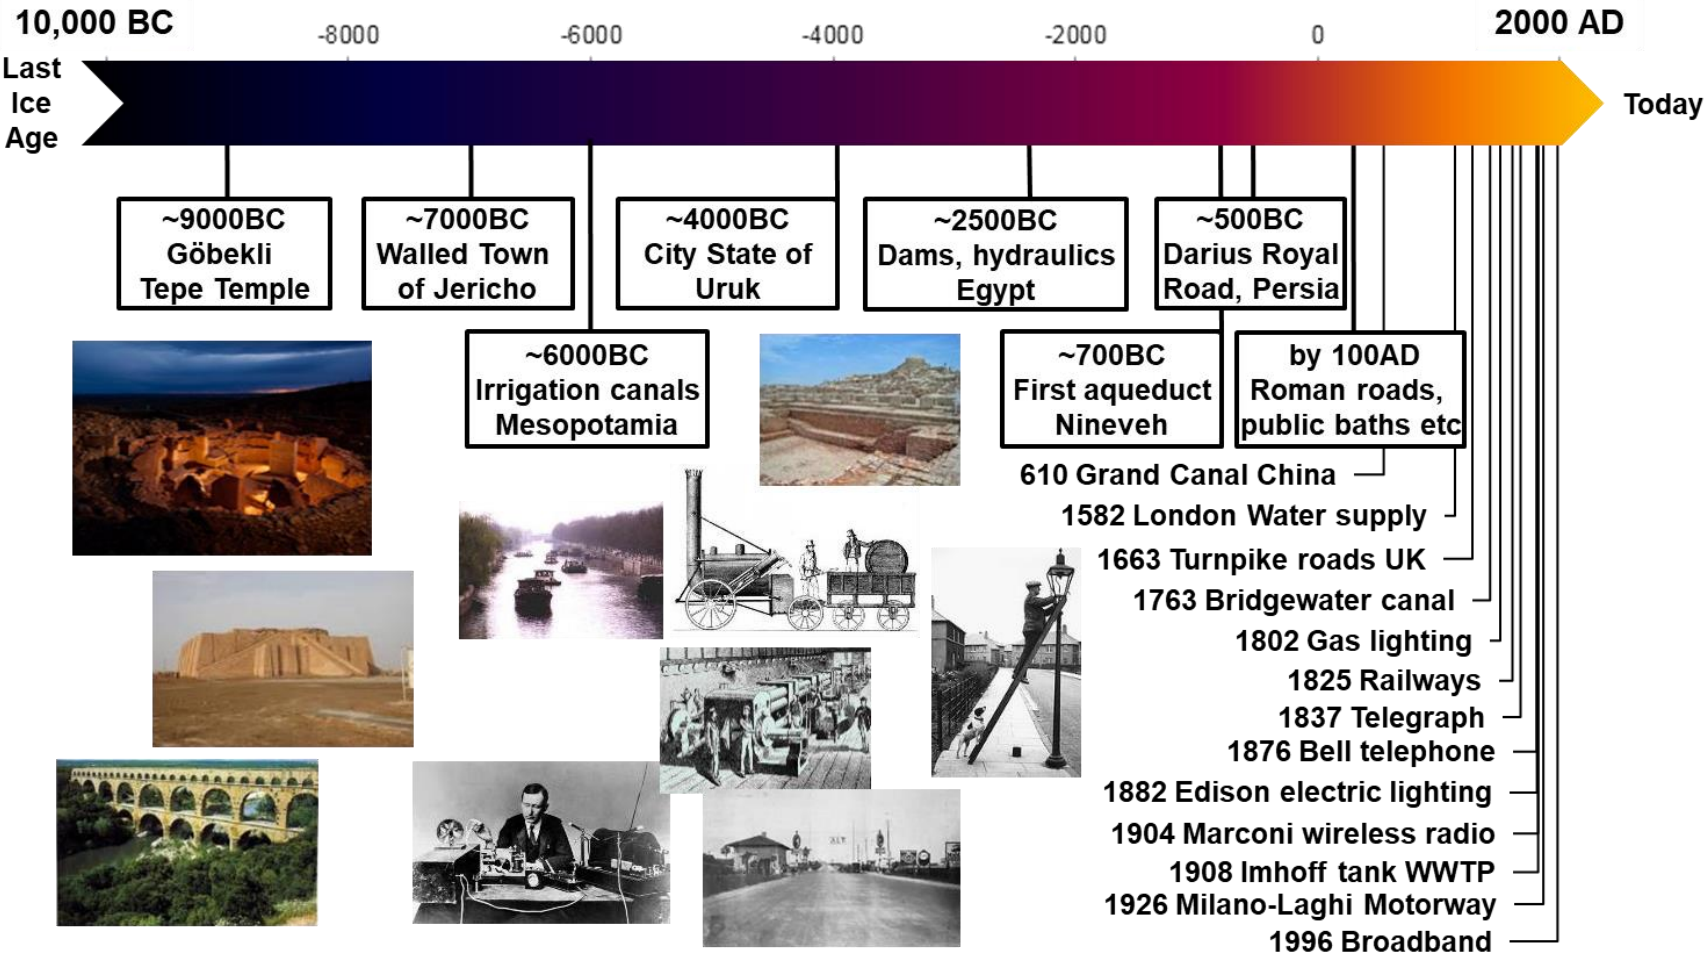 10,000 BC
-8000
-6000
-4000
-2000
0
2000 AD
Last
Ice
Age
Today
~9000BC
Göbekli
Tepe Temple
~7000BC
Walled Town
of Jericho
~4000BC
City State of
Uruk
~2500BC
Dams, hydraulics
Egypt
~500BC
Darius Royal
Road, Persia
~6000BC
Irrigation canals
Mesopotamia
~700BC
First aqueduct
Nineveh
by 100AD
Roman roads,
public baths etc
610 Grand Canal China
1582 London Water supply
1663 Turnpike roads UK
1763 Bridgewater canal
1802 Gas lighting
1825 Railways
1837 Telegraph
1876 Bell telephone
1882 Edison electric lighting
1904 Marconi wireless radio
1908 Imhoff tank WWTP
1926 Milano-Laghi Motorway
1996 Broadband